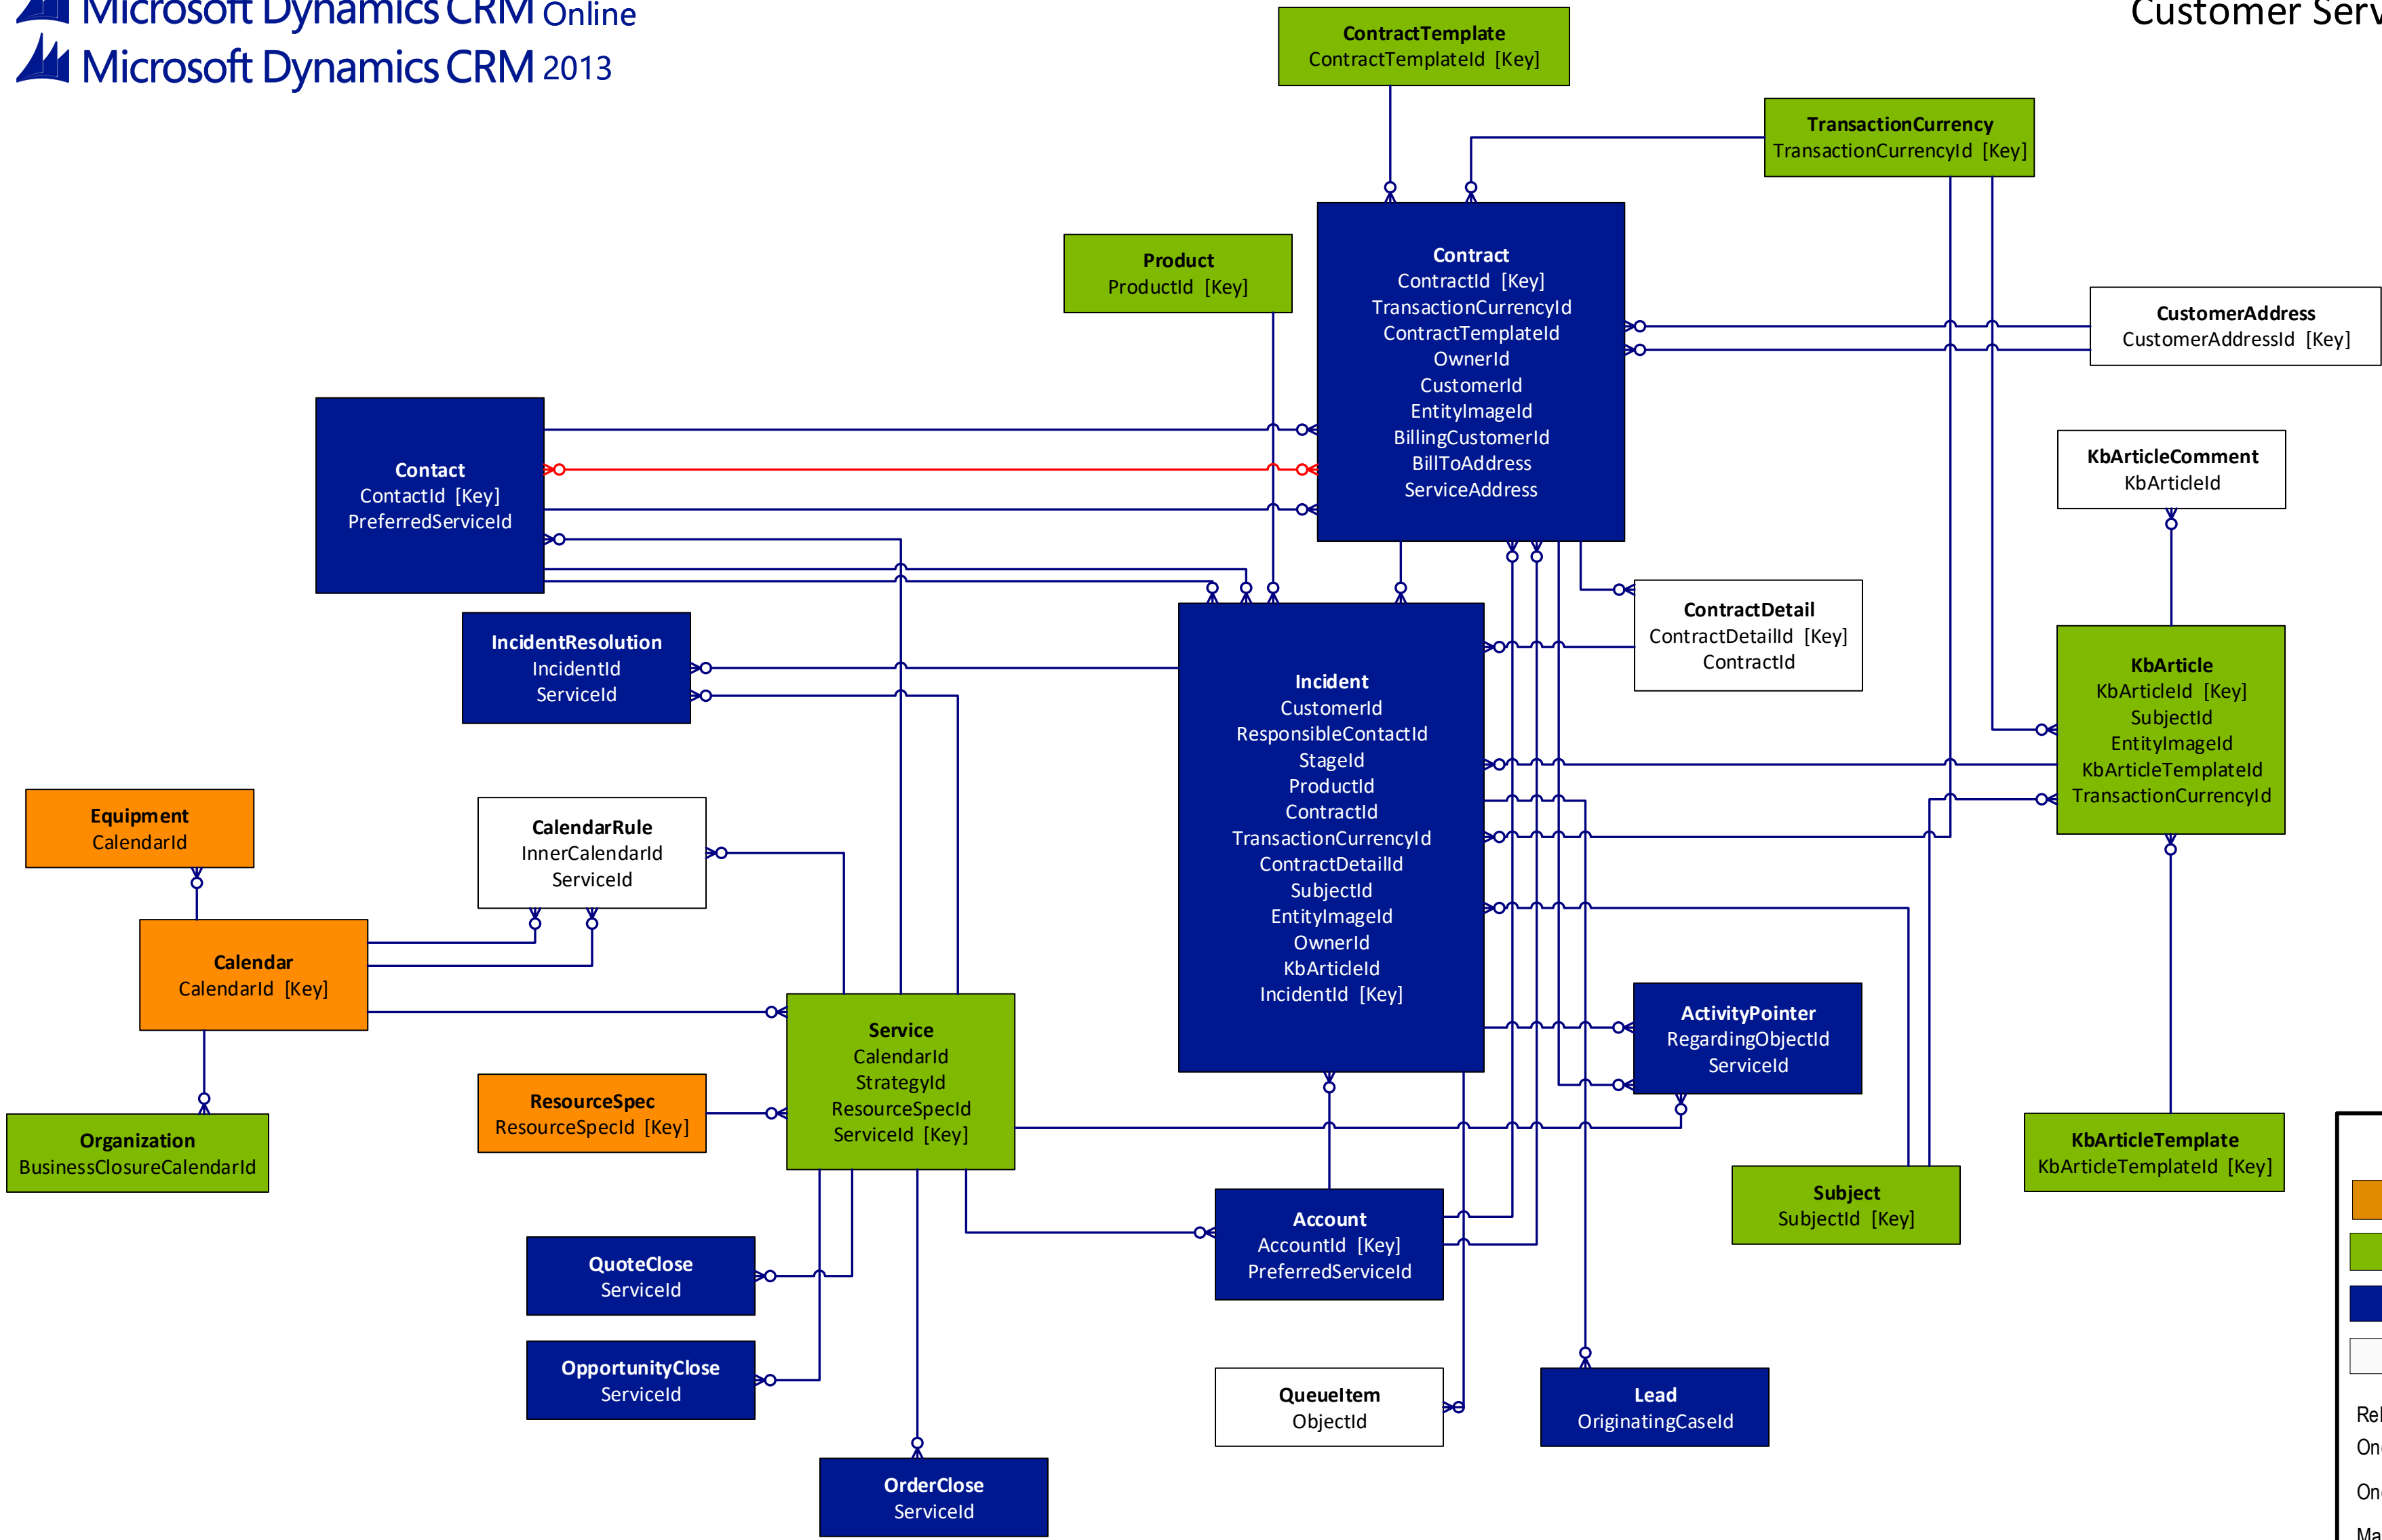 Microsoft Dynamics CRM Online
Microsoft Dynamics CRM 2013
Customer Serv
ContractTemplate
ContractTemplateId [Key]
TransactionCurrency
TransactionCurrencyId [Key]
Product
ProductId [Key]
Contract
ContractId [Key]
TransactionCurrencyId
ContractTemplateId
OwnerId
CustomerId
EntityImageId
BillingCustomerId
BillToAddress
ServiceAddress
CustomerAddress
CustomerAddressId [Key]
Contact
ContactId [Key]
PreferredServiceId
KbArticleComment
KbArticleId
IncidentResolution
IncidentId
ServiceId
ContractDetail
ContractDetailId [Key]
ContractId
Incident
CustomerId
ResponsibleContactId
StageId
ProductId
ContractId
TransactionCurrencyId
ContractDetailId
SubjectId
EntityImageId
OwnerId
KbArticleId
IncidentId [Key]
KbArticle
KbArticleId [Key]
SubjectId
EntityImageId
KbArticleTemplateId
TransactionCurrencyId
Equipment
CalendarId
CalendarRule
InnerCalendarId
ServiceId
Calendar
CalendarId [Key]
Service
CalendarId
StrategyId
ResourceSpecId
ServiceId [Key]
ActivityPointer
RegardingObjectId
ServiceId
ResourceSpec
ResourceSpecId [Key]
Organization
BusinessClosureCalendarId
KbArticleTemplate
KbArticleTemplateId [Key]
Subject
SubjectId [Key]
Account
AccountId [Key]
PreferredServiceId
QuoteClose
ServiceId
OpportunityClose
ServiceId
QueueItem
ObjectId
Lead
OriginatingCaseId
OrderClose
ServiceId
Rel
On
Ma